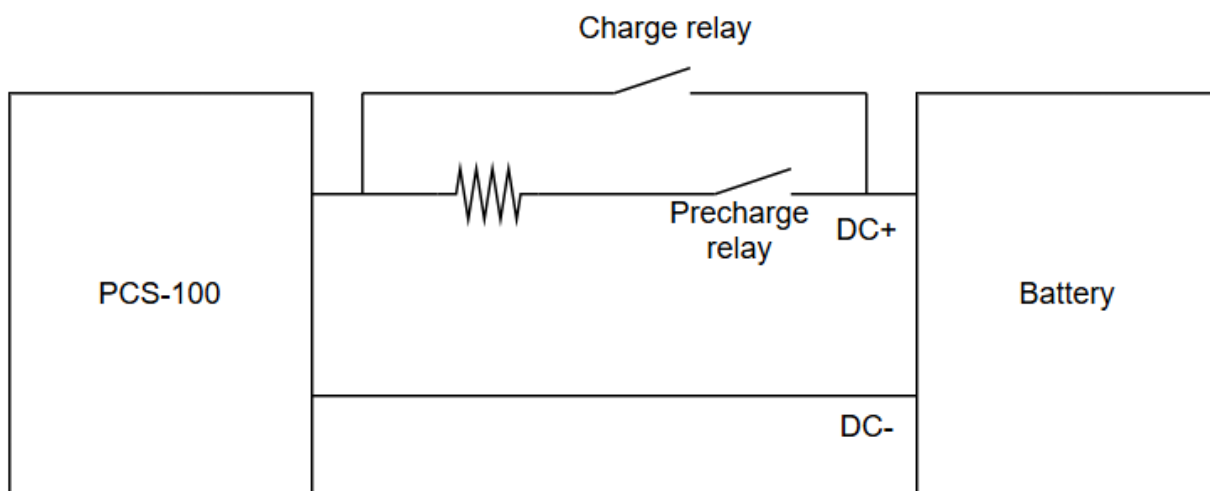 Charge relay
Precharge
relay
DC+
PCS-100
Battery
DC-